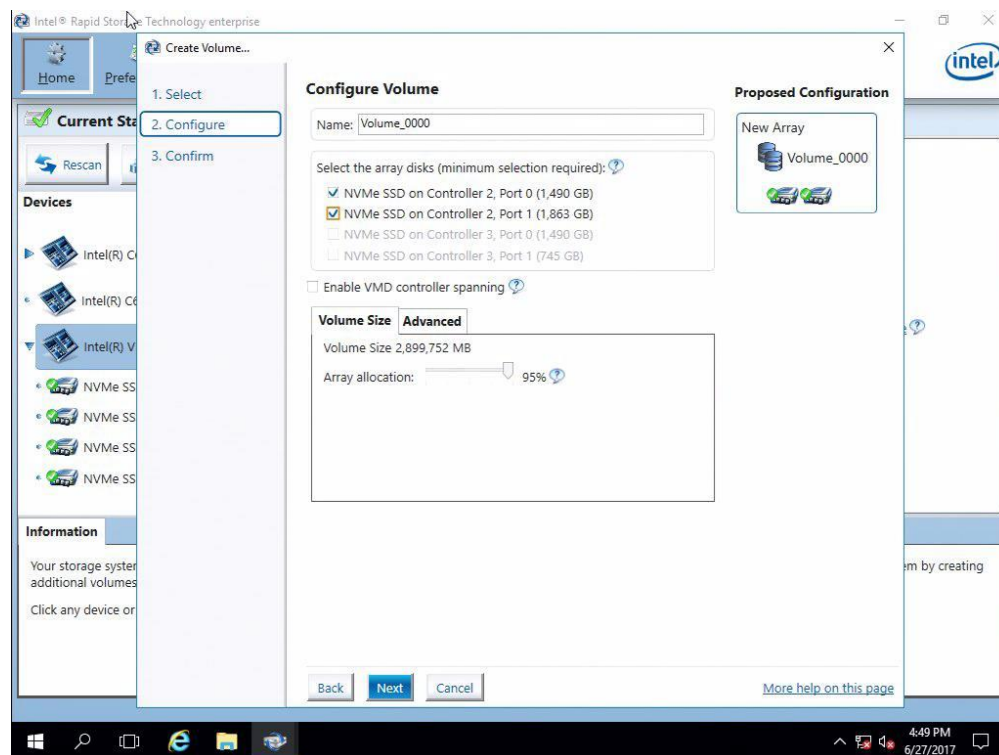 Intel® Rapid Storage Technology enterprise
Home
Prefe
intel
Current Sta
Rescan
Devices
Intel(R) C
Intel(R) C6
Intel(R) V
NVMe SS
NVMe SS
NVMe SS
NVMe SS
Information
Your storage system
em by creating
additional volumes
Click any device or
Create Volume...
1. Select
2. Configure
3. Confirm
Configure Volume
Name: Volume_0000
Select the array disks (minimum selection required): ?
NVMe SSD on Controller 2, Port 0 (1,490 GB)
NVMe SSD on Controller 2, Port 1 (1,863 GB)
NVMe SSD on Controller 3, Port 0 (1,490 GB)
NVMe SSD on Controller 3, Port 1 (745 GB)
Enable VMD controller spanning ?
Volume Size Advanced
Volume Size 2,899,752 MB
Array allocation: 95% ?
Proposed Configuration
New Array
Volume_0000
Back Next Cancel
More help on this page
4:49 PM
6/27/2017